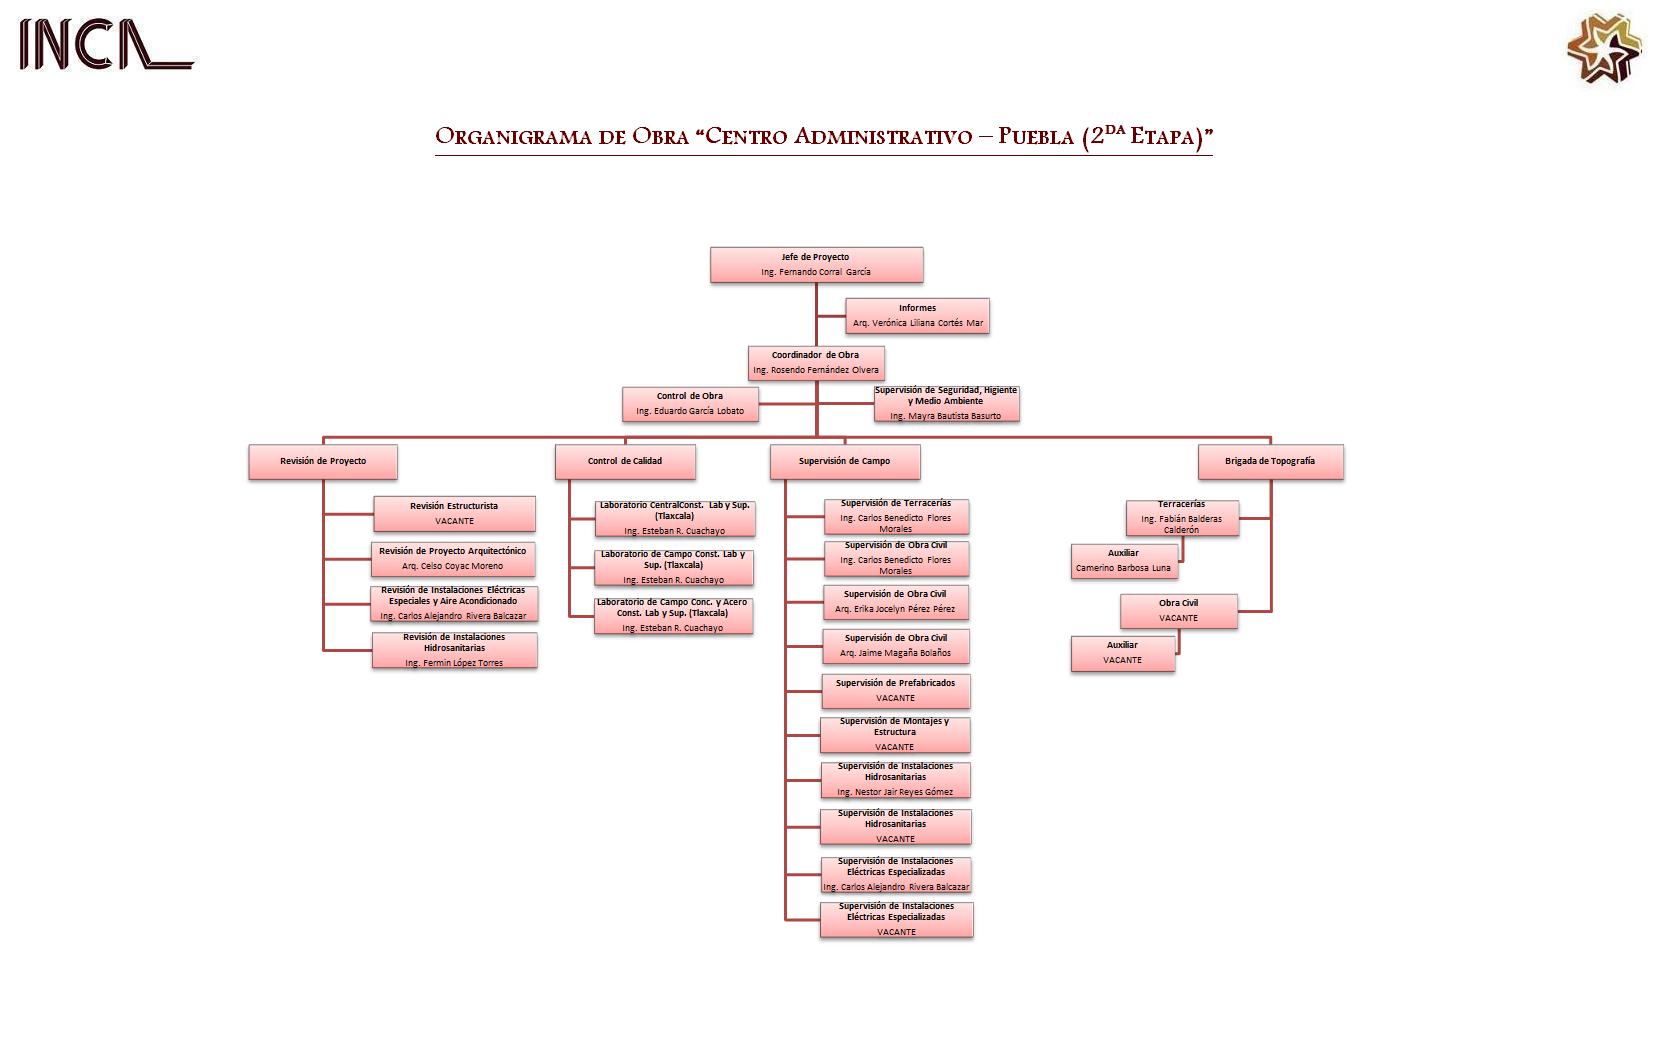 INCA
Organigrama de Obra “Centro Administrativo – Puebla (2da Etapa)”
Jefe de Proyecto
Ing. Fernando Corral García
Informes
Arq. Verónica Liliana Cortés Mar
Coordinador de Obra
Ing. Rosendo Fernández Olvera
Control de Obra
Ing. Eduardo García Lobato
Supervisión de Seguridad, Higiente
y Medio Ambiente
Ing. Mayra Bautista Basurto
Revisión de Proyecto
Revisión Estructurista
VACANTE
Revisión de Proyecto Arquitectónico
Arq. Celso Coyac Moreno
Revisión de Instalaciones Eléctricas
Especiales y Aire Acondicionado
Ing. Carlos Alejandro Rivera Balcazar
Revisión de Instalaciones
Hidrosanitarias
Ing. Fermin López Torres
Control de Calidad
Laboratorio CentralConst. Lab y Sup.
(Tlaxcala)
Ing. Esteban R. Cuachayo
Laboratorio de Campo Const. Lab y
Sup. (Tlaxcala)
Ing. Esteban R. Cuachayo
Laboratorio de Campo Conc. y Acero
Const. Lab y Sup. (Tlaxcala)
Ing. Esteban R. Cuachayo
Supervisión de Campo
Supervisión de Terracerías
Ing. Carlos Benedicto Flores
Morales
Supervisión de Obra Civil
Ing. Carlos Benedicto Flores
Morales
Supervisión de Obra Civil
Arq. Erika Jocelyn Pérez Pérez
Supervisión de Obra Civil
Arq. Jaime Magaña Bolaños
Supervisión de Prefabricados
VACANTE
Supervisión de Montajes y
Estructura
VACANTE
Supervisión de Instalaciones
Hidrosanitarias
Ing. Nestor Jair Reyes Gómez
Supervisión de Instalaciones
Hidrosanitarias
VACANTE
Supervisión de Instalaciones
Eléctricas Especializadas
Ing. Carlos Alejandro Rivera Balcazar
Supervisión de Instalaciones
Eléctricas Especializadas
VACANTE
Brigada de Topografía
Terracerías
Ing. Fabián Balderas
Calderón
Auxiliar
Camerino Barbosa Luna
Obra Civil
VACANTE
Auxiliar
VACANTE